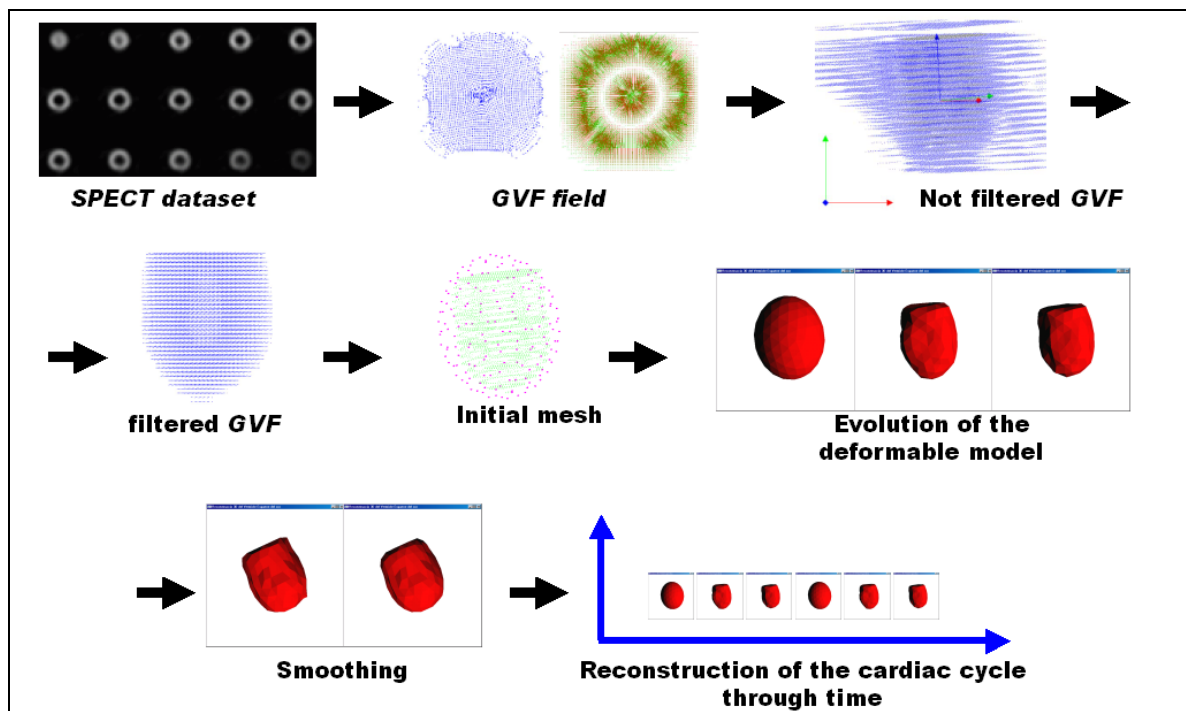 SPECT dataset
GVF field
Not filtered GVF
filtered GVF
Initial mesh
Evolution of the
deformable model
Smoothing
Reconstruction of the cardiac cycle
through time